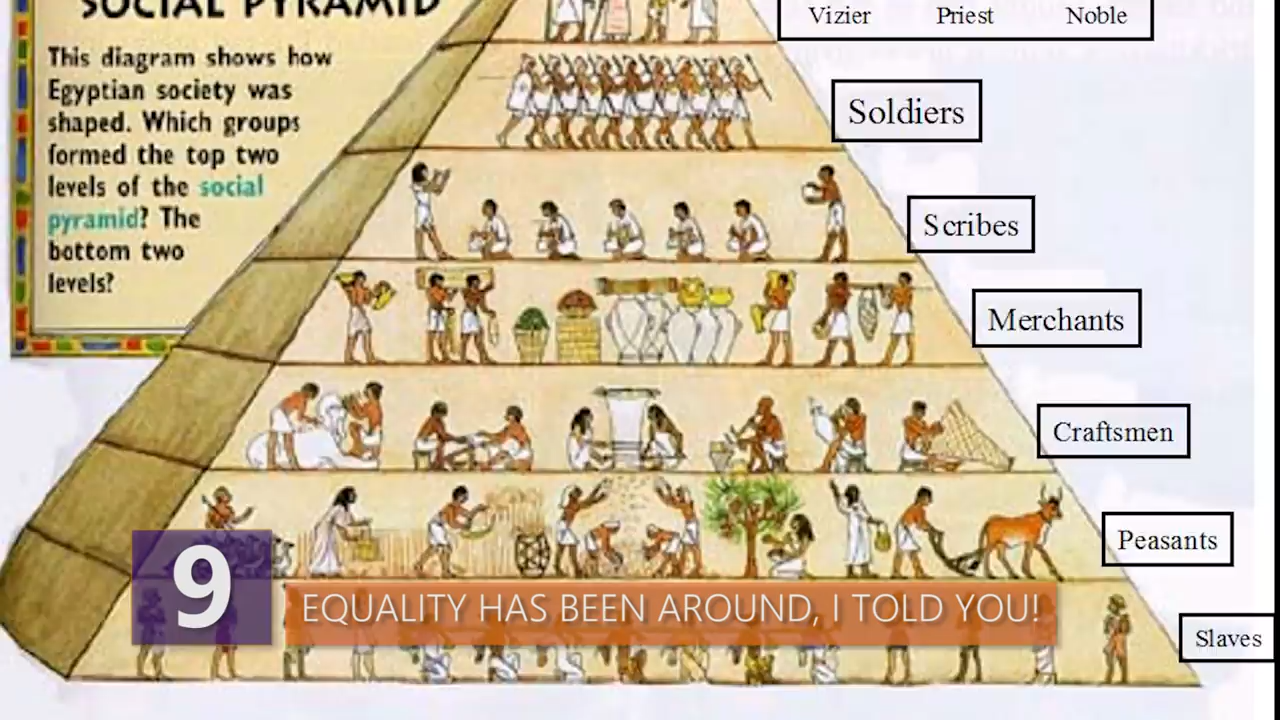 SOCIAL PYRAMID
This diagram shows how
Egyptian society was
shaped. Which groups
formed the top two
levels of the social
pyramid? The
bottom two
levels?
Vizier Priest Noble
Soldiers
Scribes
Merchants
Craftsmen
Peasants
Slaves
9
EQUALITY HAS BEEN AROUND, I TOLD YOU!